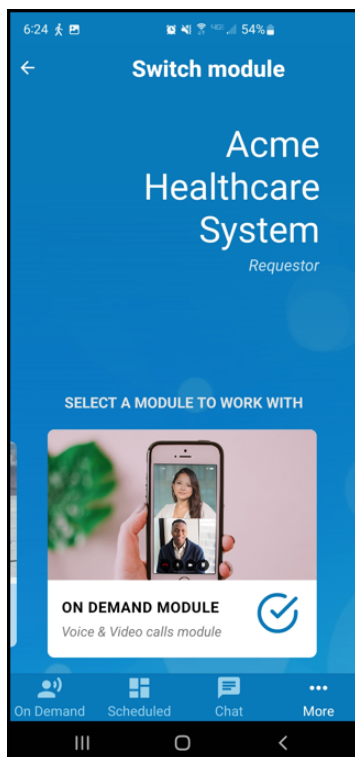 6:24 54%
Switch module
Acme
Healthcare
System
Requestor
SELECT A MODULE TO WORK WITH
ON DEMAND MODULE
Voice & Video calls module
On Demand Scheduled Chat More